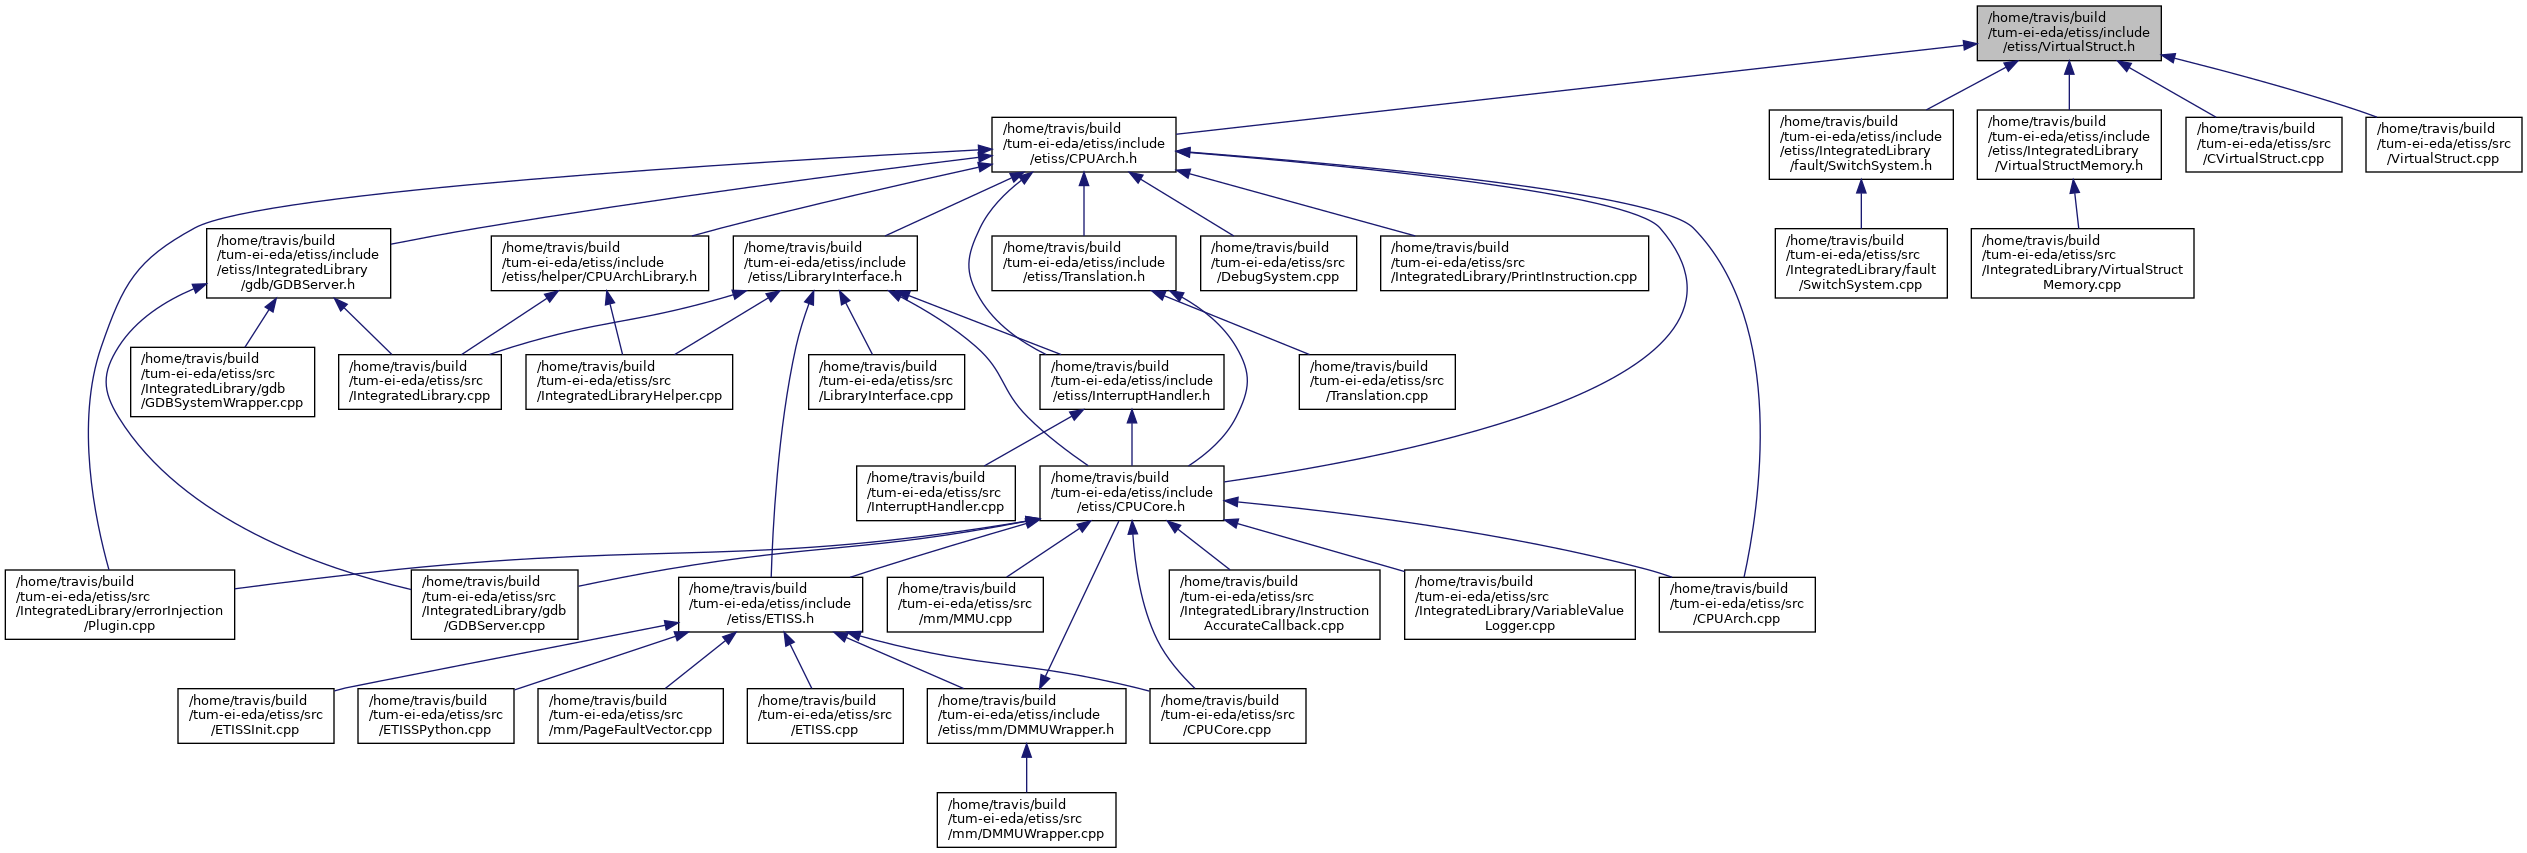 /home/travis/build
/tum-ei-eda/etiss/include
/etiss/VirtualStruct.h
/home/travis/build
/tum-ei-eda/etiss/include
/etiss/CPUArch.h
/home/travis/build
/tum-ei-eda/etiss/include
/etiss/IntegratedLibrary
/fault/SwitchSystem.h
/home/travis/build
/tum-ei-eda/etiss/include
/etiss/IntegratedLibrary
/VirtualStructMemory.h
/home/travis/build
/tum-ei-eda/etiss/src
/CVirtualStruct.cpp
/home/travis/build
/tum-ei-eda/etiss/src
/VirtualStruct.cpp
/home/travis/build
/tum-ei-eda/etiss/include
/etiss/IntegratedLibrary
/gdb/GDBServer.h
/home/travis/build
/tum-ei-eda/etiss/include
/etiss/helper/CPUArchLibrary.h
/home/travis/build
/tum-ei-eda/etiss/include
/etiss/LibraryInterface.h
/home/travis/build
/tum-ei-eda/etiss/include
/etiss/Translation.h
/home/travis/build
/tum-ei-eda/etiss/src
/DebugSystem.cpp
/home/travis/build
/tum-ei-eda/etiss/src
/IntegratedLibrary/PrintInstruction.cpp
/home/travis/build
/tum-ei-eda/etiss/src
/IntegratedLibrary/fault
/SwitchSystem.cpp
/home/travis/build
/tum-ei-eda/etiss/src
/IntegratedLibrary/VirtualStruct
Memory.cpp
/home/travis/build
/tum-ei-eda/etiss/src
/IntegratedLibrary/gdb
/GDBSystemWrapper.cpp
/home/travis/build
/tum-ei-eda/etiss/src
/IntegratedLibrary.cpp
/home/travis/build
/tum-ei-eda/etiss/src
/IntegratedLibraryHelper.cpp
/home/travis/build
/tum-ei-eda/etiss/src
/LibraryInterface.cpp
/home/travis/build
/tum-ei-eda/etiss/include
/etiss/InterruptHandler.h
/home/travis/build
/tum-ei-eda/etiss/src
/Translation.cpp
/home/travis/build
/tum-ei-eda/etiss/src
/InterruptHandler.cpp
/home/travis/build
/tum-ei-eda/etiss/include
/etiss/CPUCore.h
/home/travis/build
/tum-ei-eda/etiss/src
/IntegratedLibrary/errorInjection
/Plugin.cpp
/home/travis/build
/tum-ei-eda/etiss/src
/IntegratedLibrary/gdb
/GDBServer.cpp
/home/travis/build
/tum-ei-eda/etiss/include
/etiss/ETISS.h
/home/travis/build
/tum-ei-eda/etiss/src
/mm/MMU.cpp
/home/travis/build
/tum-ei-eda/etiss/src
/IntegratedLibrary/Instruction
AccurateCallback.cpp
/home/travis/build
/tum-ei-eda/etiss/src
/IntegratedLibrary/VariableValue
Logger.cpp
/home/travis/build
/tum-ei-eda/etiss/src
/CPUArch.cpp
/home/travis/build
/tum-ei-eda/etiss/src
/ETISSInit.cpp
/home/travis/build
/tum-ei-eda/etiss/src
/ETISSPython.cpp
/home/travis/build
/tum-ei-eda/etiss/src
/mm/PageFaultVector.cpp
/home/travis/build
/tum-ei-eda/etiss/src
/ETISS.cpp
/home/travis/build
/tum-ei-eda/etiss/include
/etiss/mm/DMMUWrapper.h
/home/travis/build
/tum-ei-eda/etiss/src
/CPUCore.cpp
/home/travis/build
/tum-ei-eda/etiss/src
/mm/DMMUWrapper.cpp